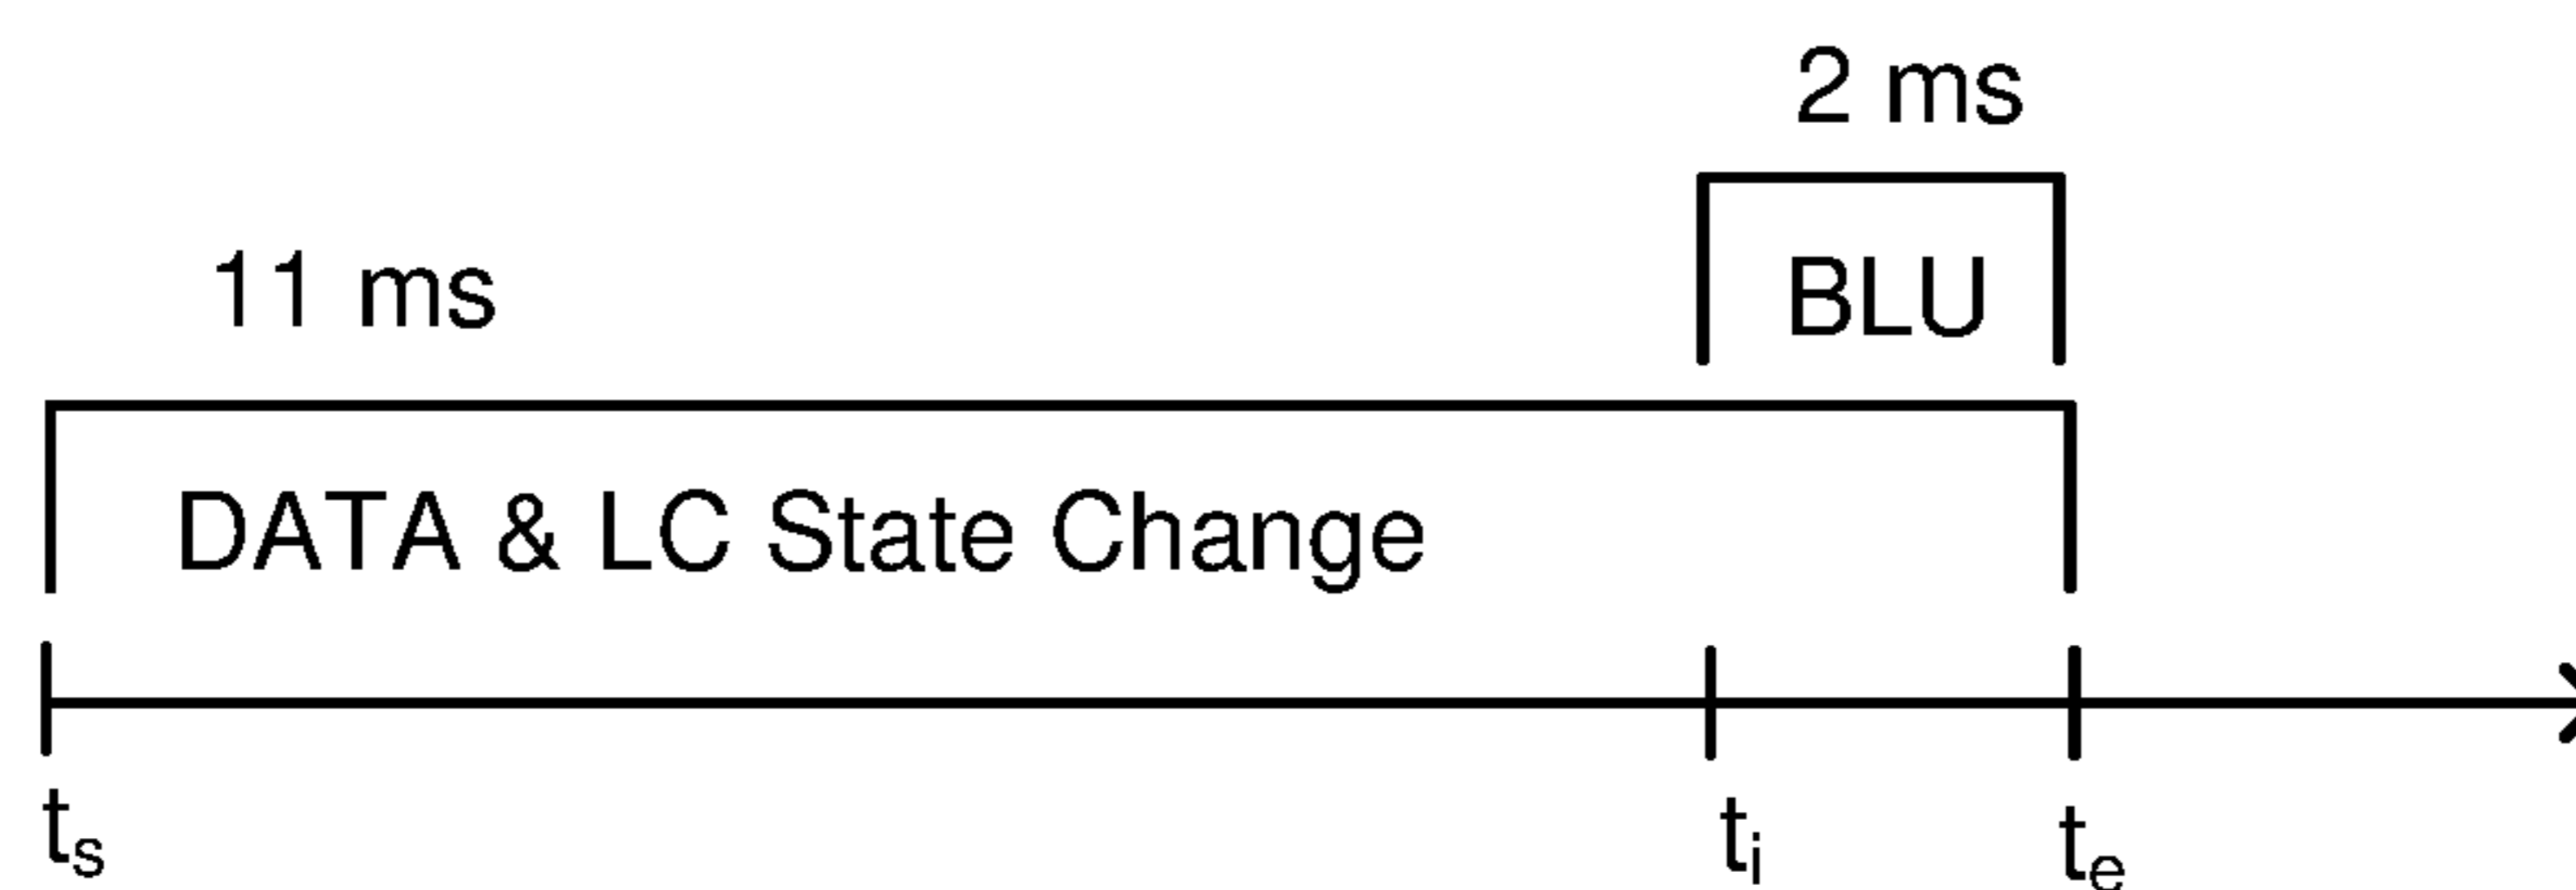 2 ms
BLU
11 ms
DATA & LC State Change
tₛ
tᵢ
tₑ